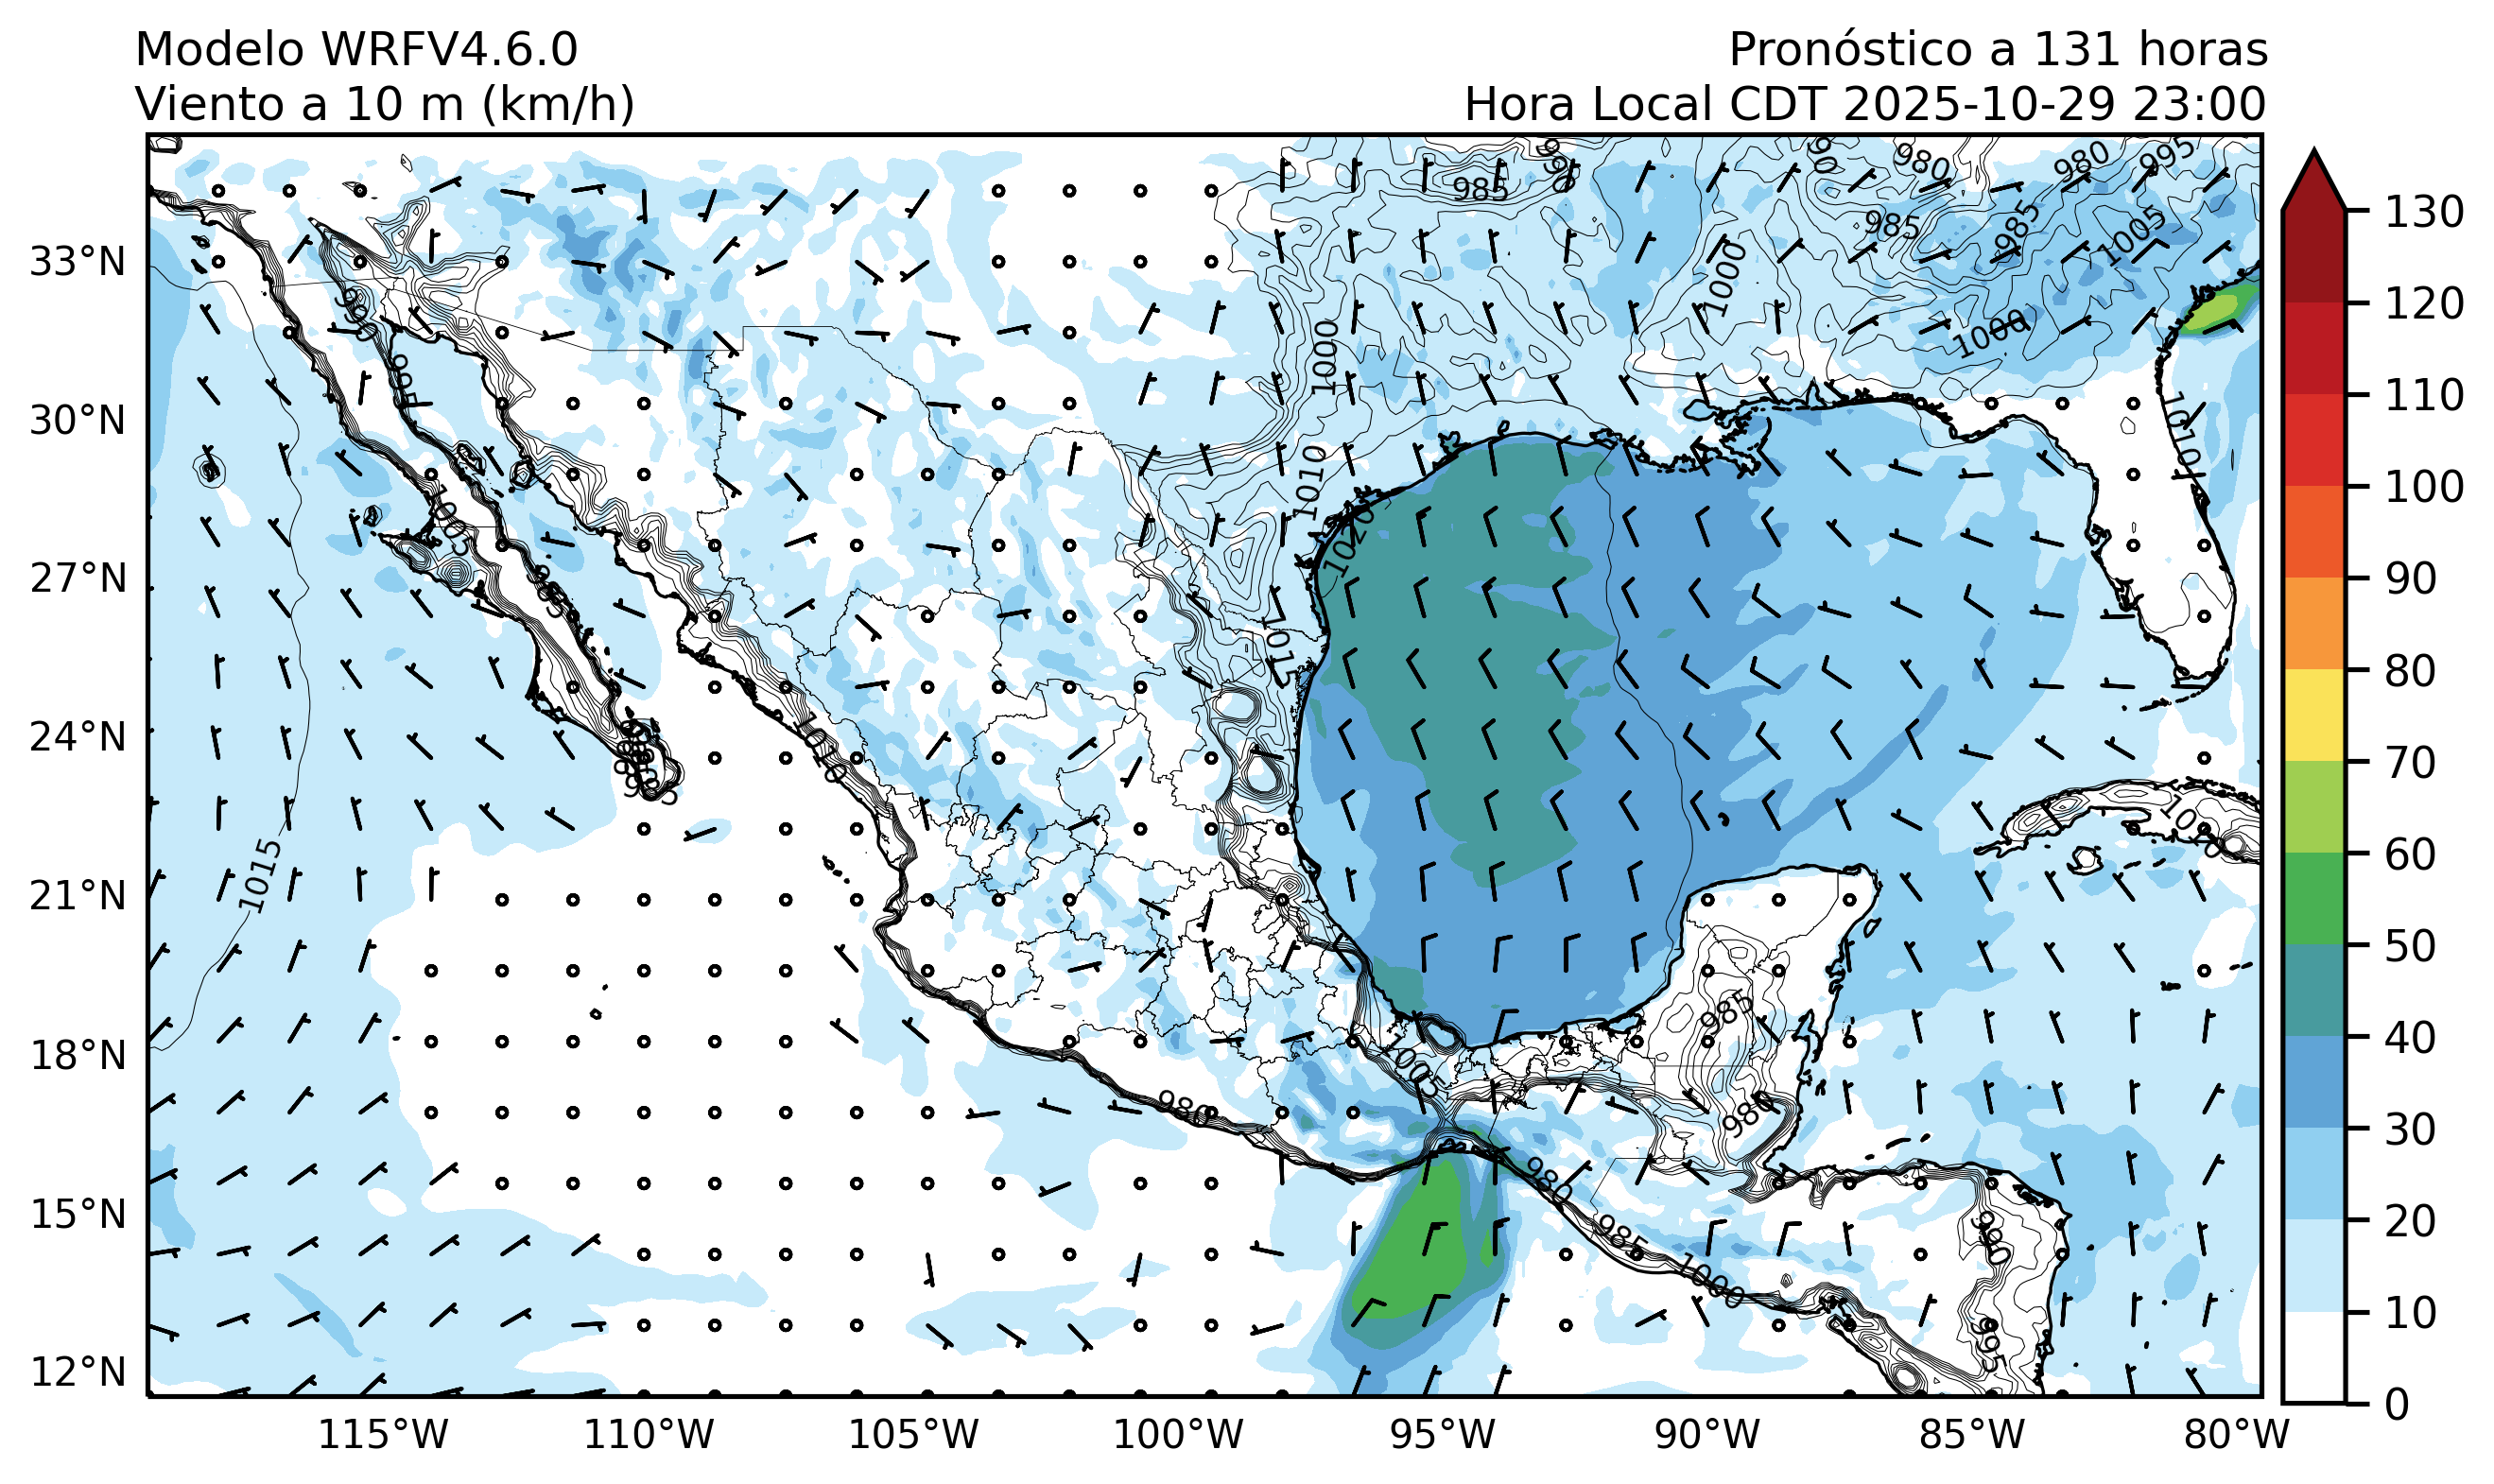 Modelo WRFV4.6.0
Pronóstico a 131 horas
Viento a 10 m (km/h)
Hora Local CDT 2025-10-29 23:00
33°N
30°N
27°N
24°N
21°N
18°N
15°N
12°N
115°W
110°W
105°W
100°W
95°W
90°W
85°W
80°W
130
120
110
100
90
80
70
60
50
40
30
20
10
0
985
980
980
995
985
985
1005
1000
1000
1000
995
1010
1010
1005
1020
1015
1010
1015
985
1005
980
980
980
985
1000
995